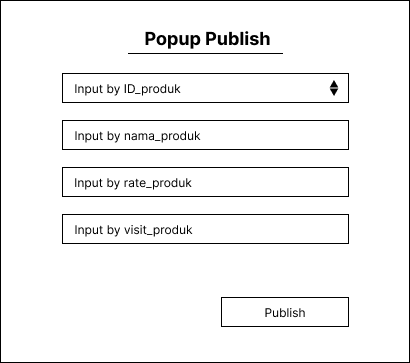 Popup Publish
Input by ID_produk
Input by nama_produk
Input by rate_produk
Input by visit_produk
Publish